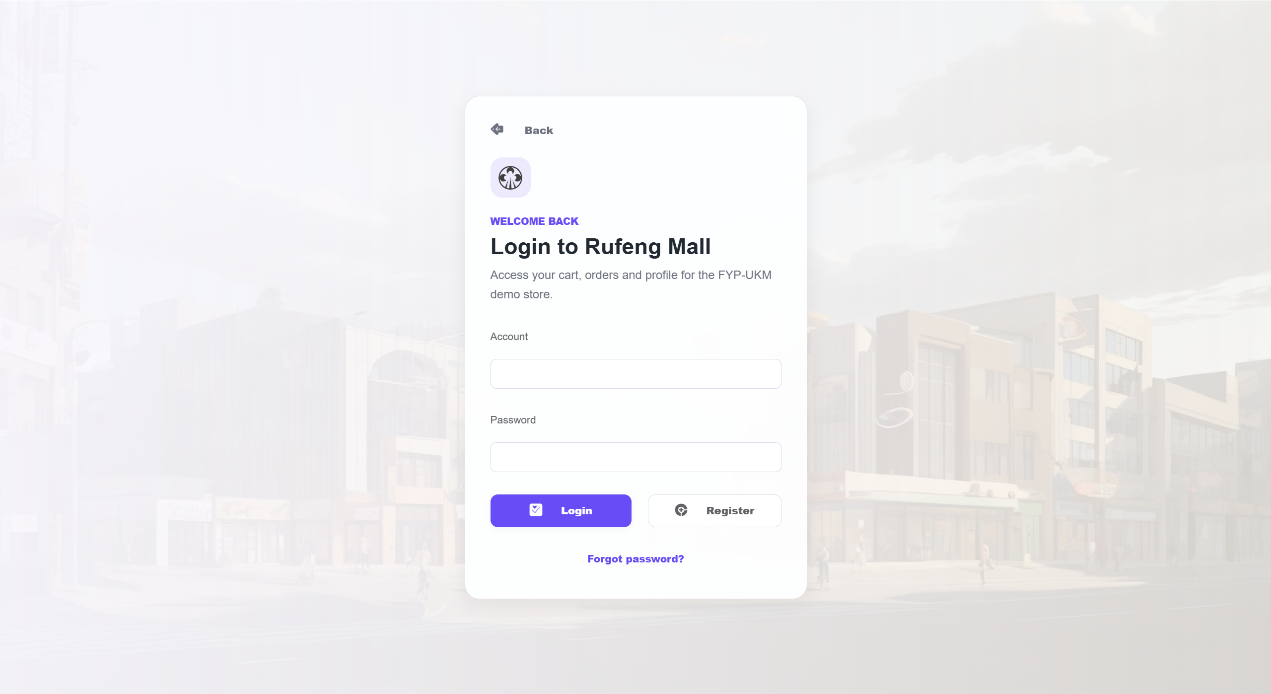 Back
WELCOME BACK
Login to Rufeng Mall
Access your cart, orders and profile for the FYP-UKM
demo store.
Account
Password
Login
Register
Forgot password?